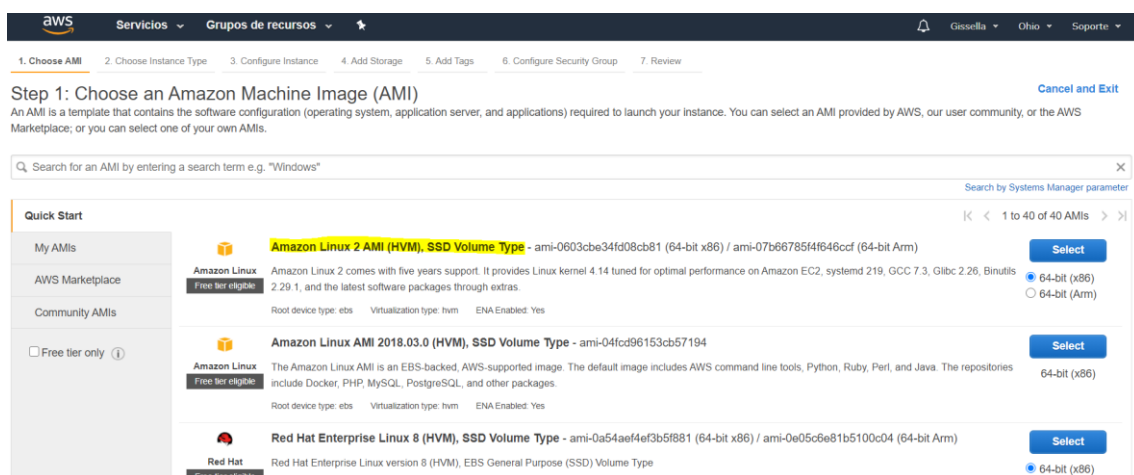 aws Servicios Grupos de recursos Gissella Ohio Soporte
1. Choose AMI 2. Choose Instance Type 3. Configure Instance 4. Add Storage 5. Add Tags 6. Configure Security Group 7. Review
Step 1: Choose an Amazon Machine Image (AMI)
Cancel and Exit
An AMI is a template that contains the software configuration (operating system, application server, and applications) required to launch your instance. You can select an AMI provided by AWS, our user community, or the AWS
Marketplace; or you can select one of your own AMIs.
Search for an AMI by entering a search term e.g. "Windows"
Search by Systems Manager parameter
Quick Start
1 to 40 of 40 AMIs
My AMIs
AWS Marketplace
Community AMIs
Free tier only
Amazon Linux
Free tier eligible
Amazon Linux 2 AMI (HVM), SSD Volume Type - ami-0603cbe34fd08cb81 (64-bit x86) / ami-07b66785f4f646ccf (64-bit Arm)
Amazon Linux 2 comes with five years support. It provides Linux kernel 4.14 tuned for optimal performance on Amazon EC2, systemd 219, GCC 7.3, Glibc 2.26, Binutils
2.29.1, and the latest software packages through extras.
Root device type: ebs Virtualization type: hvm ENA Enabled: Yes
Select
64-bit (x86)
64-bit (Arm)
Amazon Linux
Free tier eligible
Amazon Linux AMI 2018.03.0 (HVM), SSD Volume Type - ami-04fcd96153cb57194
The Amazon Linux AMI is an EBS-backed, AWS-supported image. The default image includes AWS command line tools, Python, Ruby, Perl, and Java. The repositories
include Docker, PHP, MySQL, PostgreSQL, and other packages.
Root device type: ebs Virtualization type: hvm ENA Enabled: Yes
Select
64-bit (x86)
Red Hat
Free tier eligible
Red Hat Enterprise Linux 8 (HVM), SSD Volume Type - ami-0a54aef4ef3b5f881 (64-bit x86) / ami-0e05c6e81b5100c04 (64-bit Arm)
Red Hat Enterprise Linux version 8 (HVM), EBS General Purpose (SSD) Volume Type
Select
64-bit (x86)